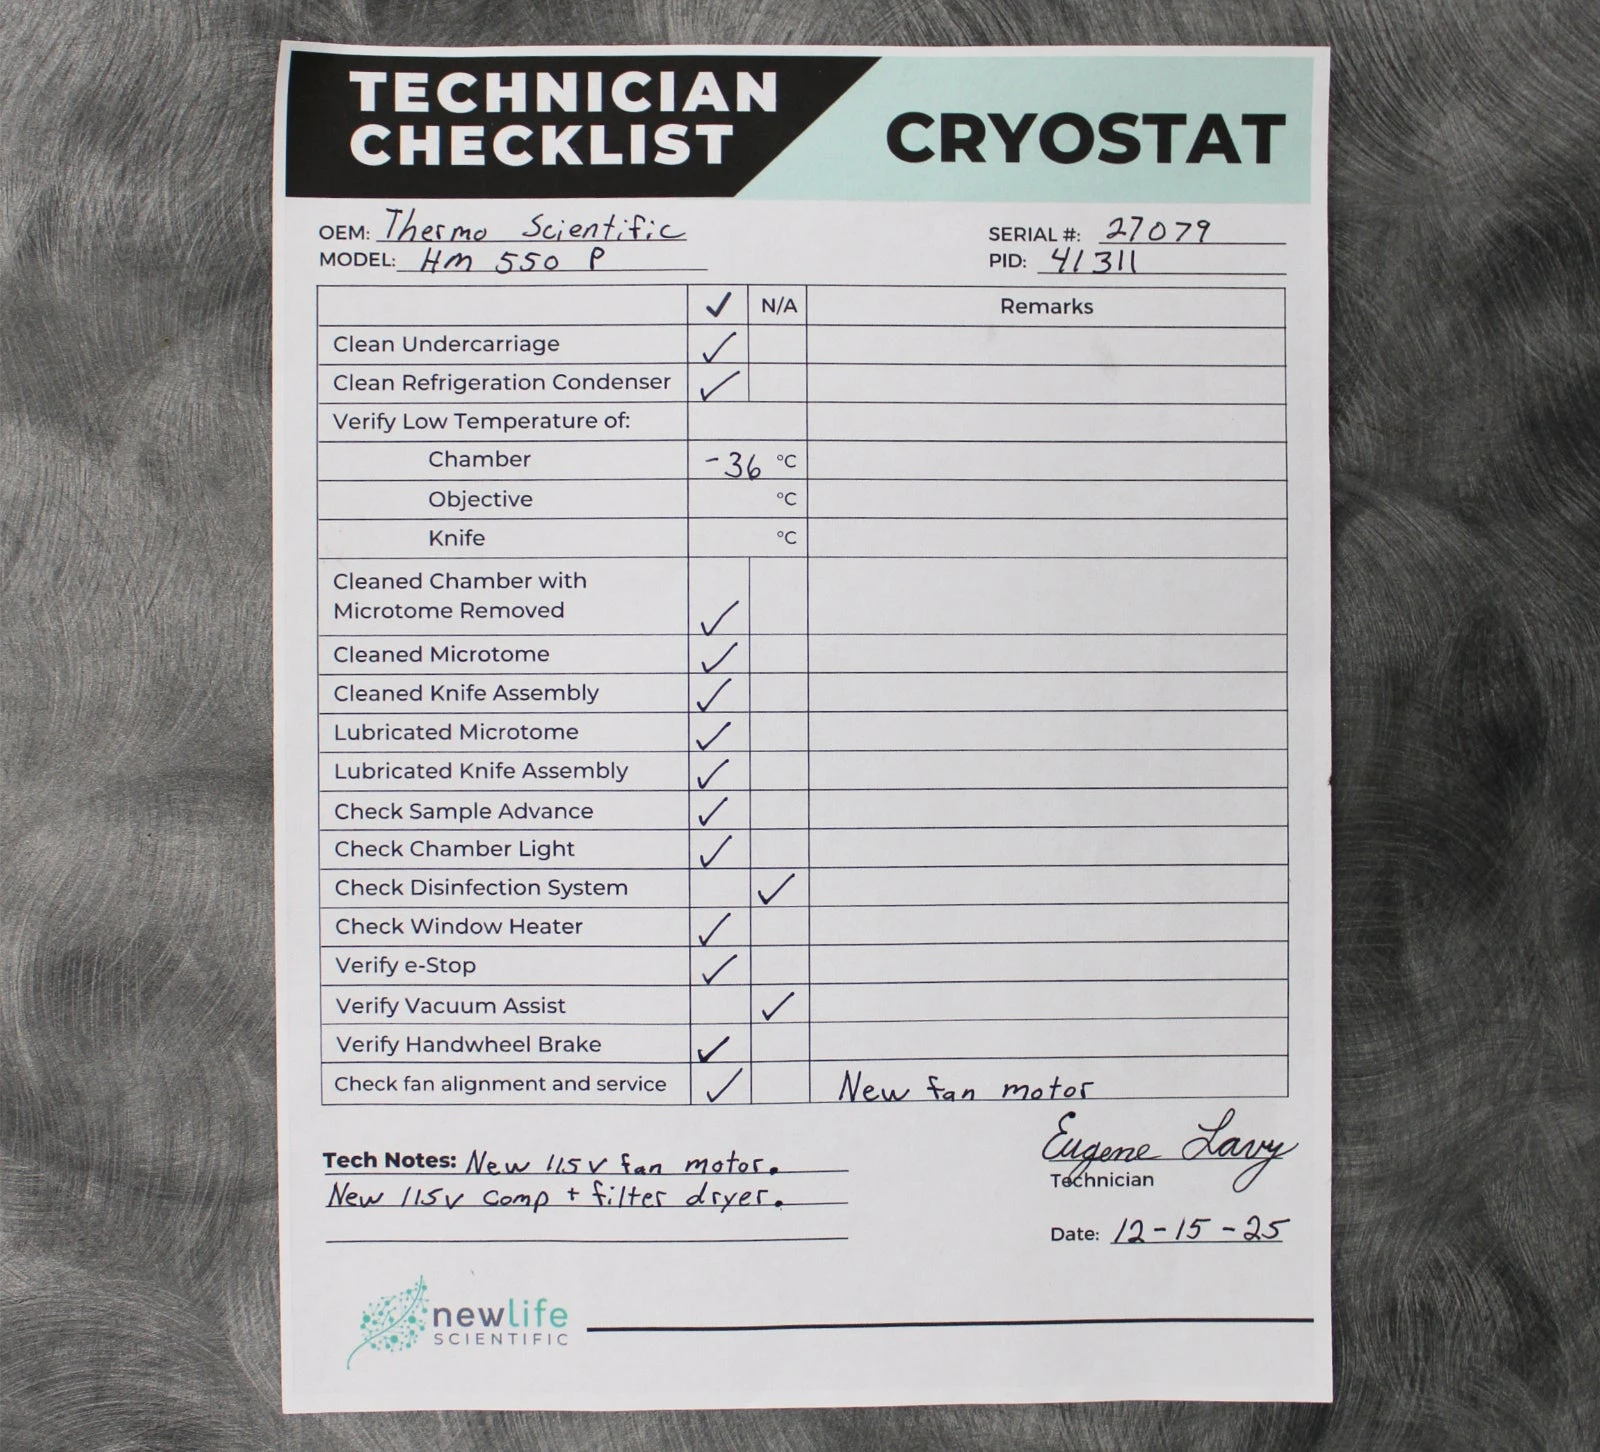 TECHNICIAN
CHECKLIST
CRYOSTAT
OEM: Thermo Scientific
SERIAL #: 27079
MODEL: HM 550 P
PID: 41311
✓ N/A Remarks
Clean Undercarriage ✓
Clean Refrigeration Condenser ✓
Verify Low Temperature of:
Chamber -36 °C
Objective °C
Knife °C
Cleaned Chamber with
Microtome Removed ✓
Cleaned Microtome ✓
Cleaned Knife Assembly ✓
Lubricated Microtome ✓
Lubricated Knife Assembly ✓
Check Sample Advance ✓
Check Chamber Light ✓
Check Disinfection System ✓
Check Window Heater ✓
Verify e-Stop ✓
Verify Vacuum Assist ✓
Verify Handwheel Brake ✓
Check fan alignment and service ✓ New fan motor
Tech Notes: New 115v fan motor.
New 115v comp + filter dryer.
Eugene Lavy
Technician
Date: 12-15-25
newlife
SCIENTIFIC